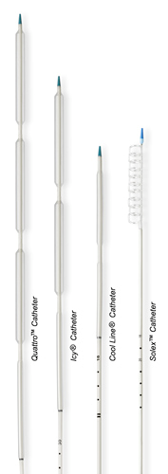 Quattro™ Catheter
Icy® Catheter
Cool Line® Catheter
Solex™ Catheter